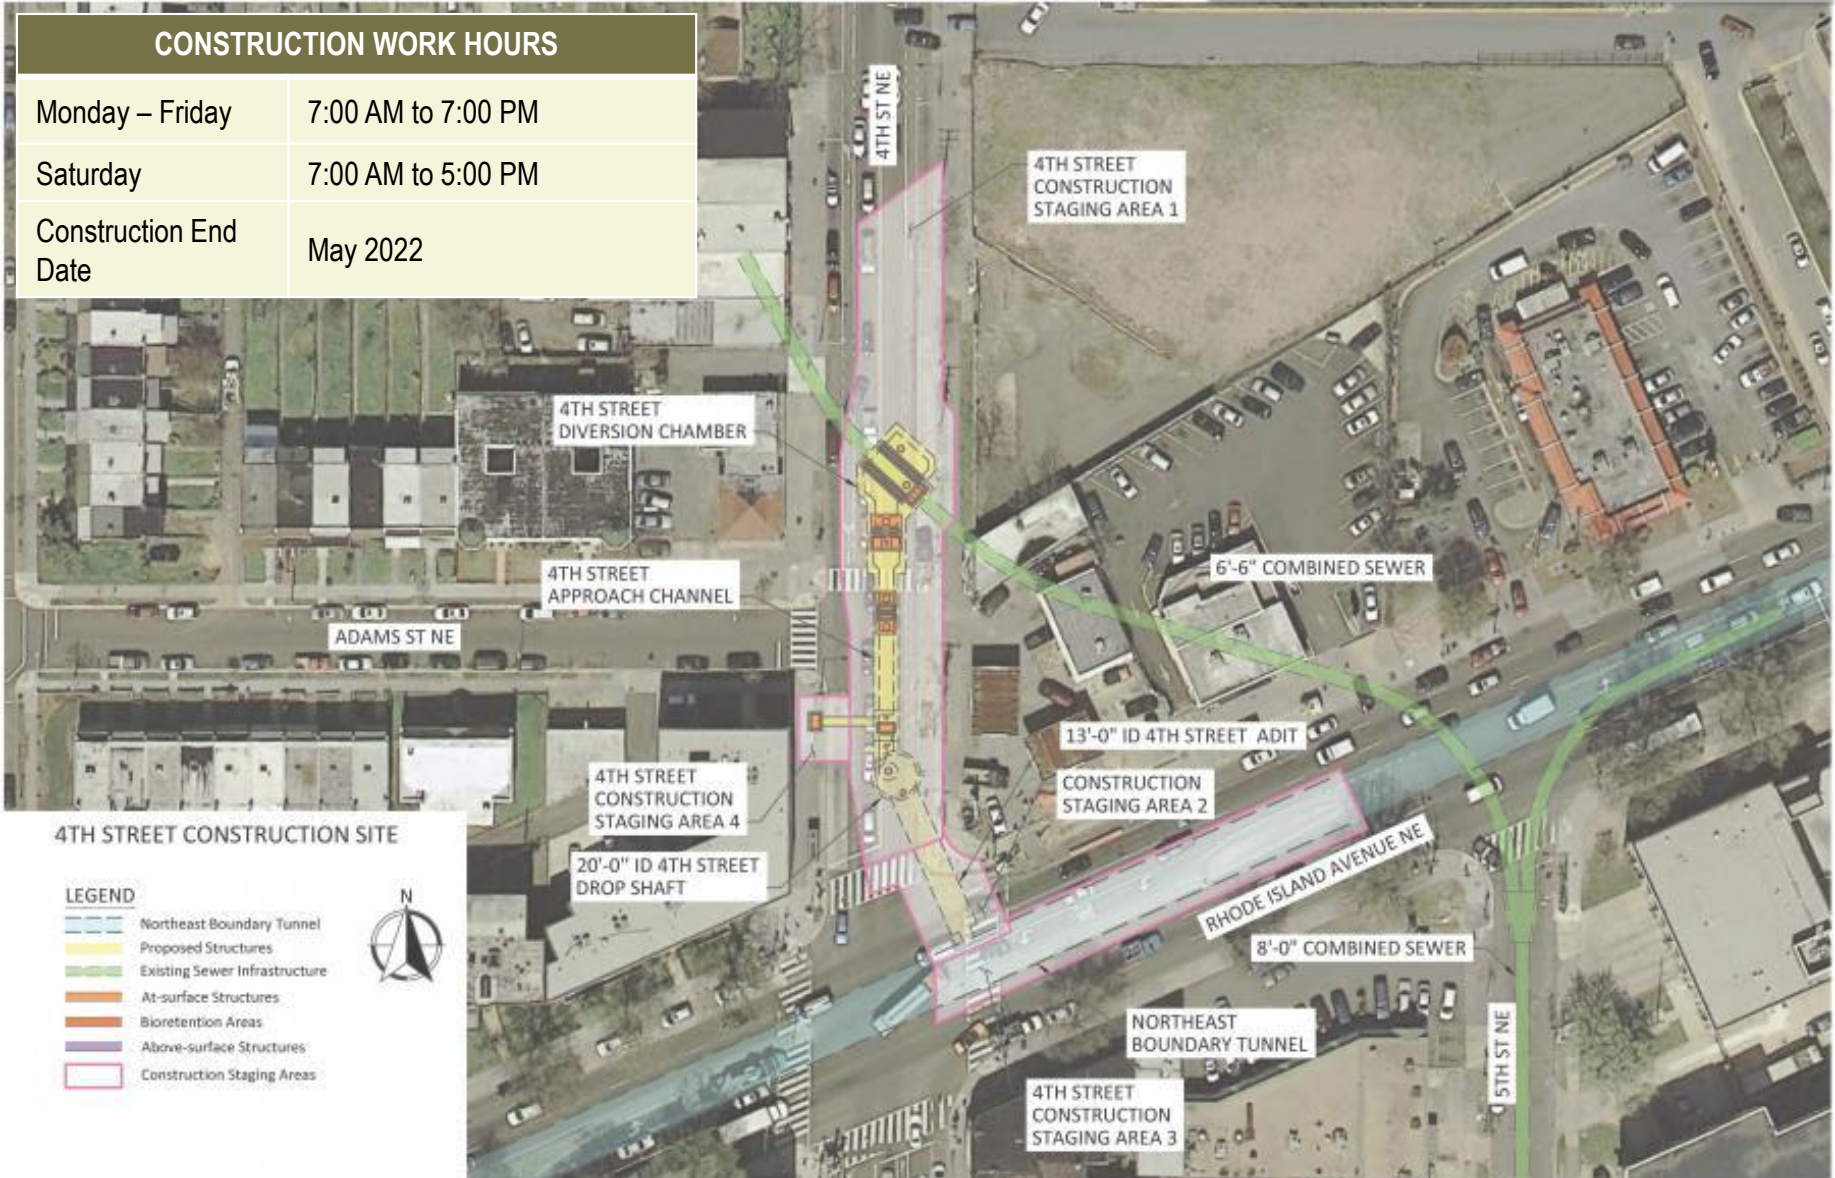 CONSTRUCTION WORK HOURS
Monday – Friday 7:00 AM to 7:00 PM
Saturday 7:00 AM to 5:00 PM
Construction End
Date
May 2022
4TH ST NE
4TH STREET
CONSTRUCTION
STAGING AREA 1
4TH STREET
DIVERSION CHAMBER
4TH STREET
APPROACH CHANNEL
6'-6" COMBINED SEWER
ADAMS ST NE
13'-0" ID 4TH STREET ADIT
4TH STREET
CONSTRUCTION
STAGING AREA 4
CONSTRUCTION
STAGING AREA 2
20'-0" ID 4TH STREET
DROP SHAFT
RHODE ISLAND AVENUE NE
8'-0" COMBINED SEWER
NORTHEAST
BOUNDARY TUNNEL
5TH ST NE
4TH STREET
CONSTRUCTION
STAGING AREA 3
4TH STREET CONSTRUCTION SITE
LEGEND
N
Northeast Boundary Tunnel
Proposed Structures
Existing Sewer Infrastructure
At-surface Structures
Bioretention Areas
Above-surface Structures
Construction Staging Areas